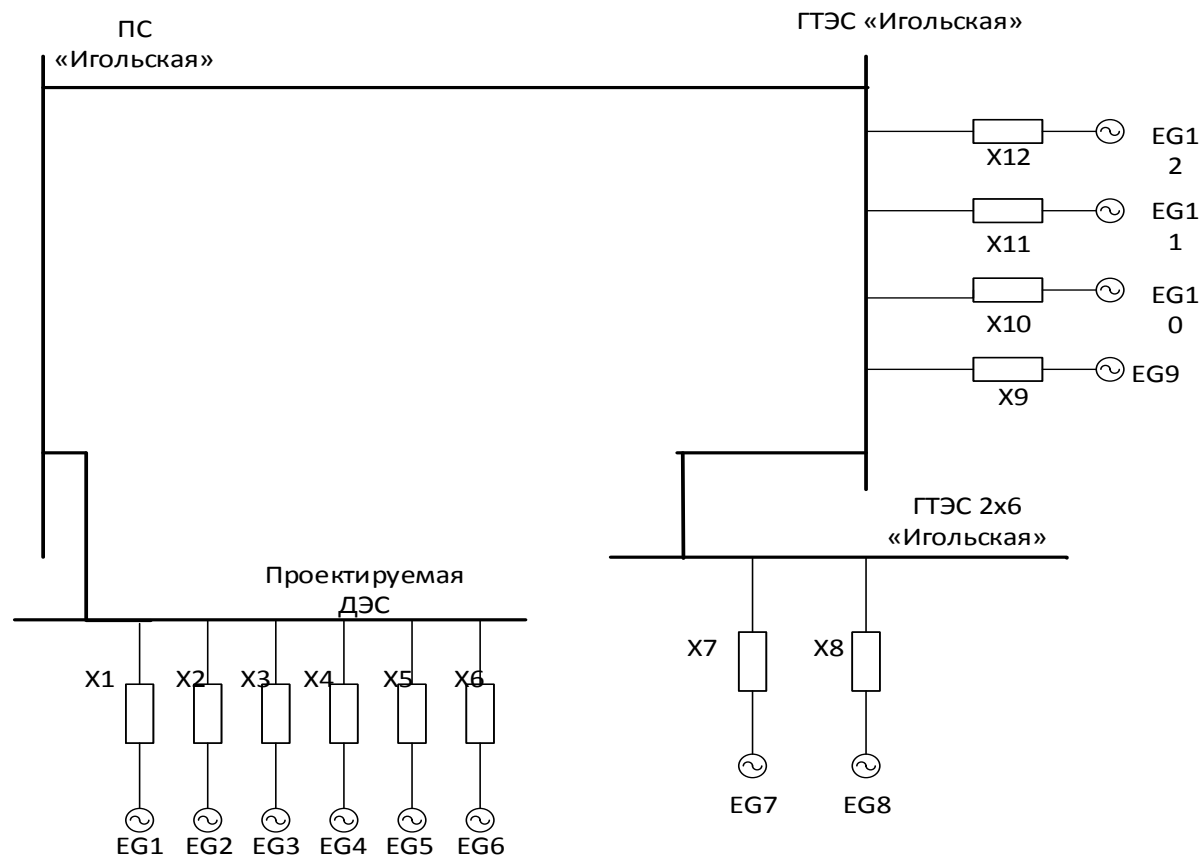 ПС
«Игольская»
ГТЭС «Игольская»
X12
EG1
2
X11
EG1
1
X10
EG1
0
X9
EG9
ГТЭС 2x6
«Игольская»
Проектируемая
ДЭС
X7
X8
X1
X2
X3
X4
X5
X6
EG7
EG8
EG1
EG2
EG3
EG4
EG5
EG6